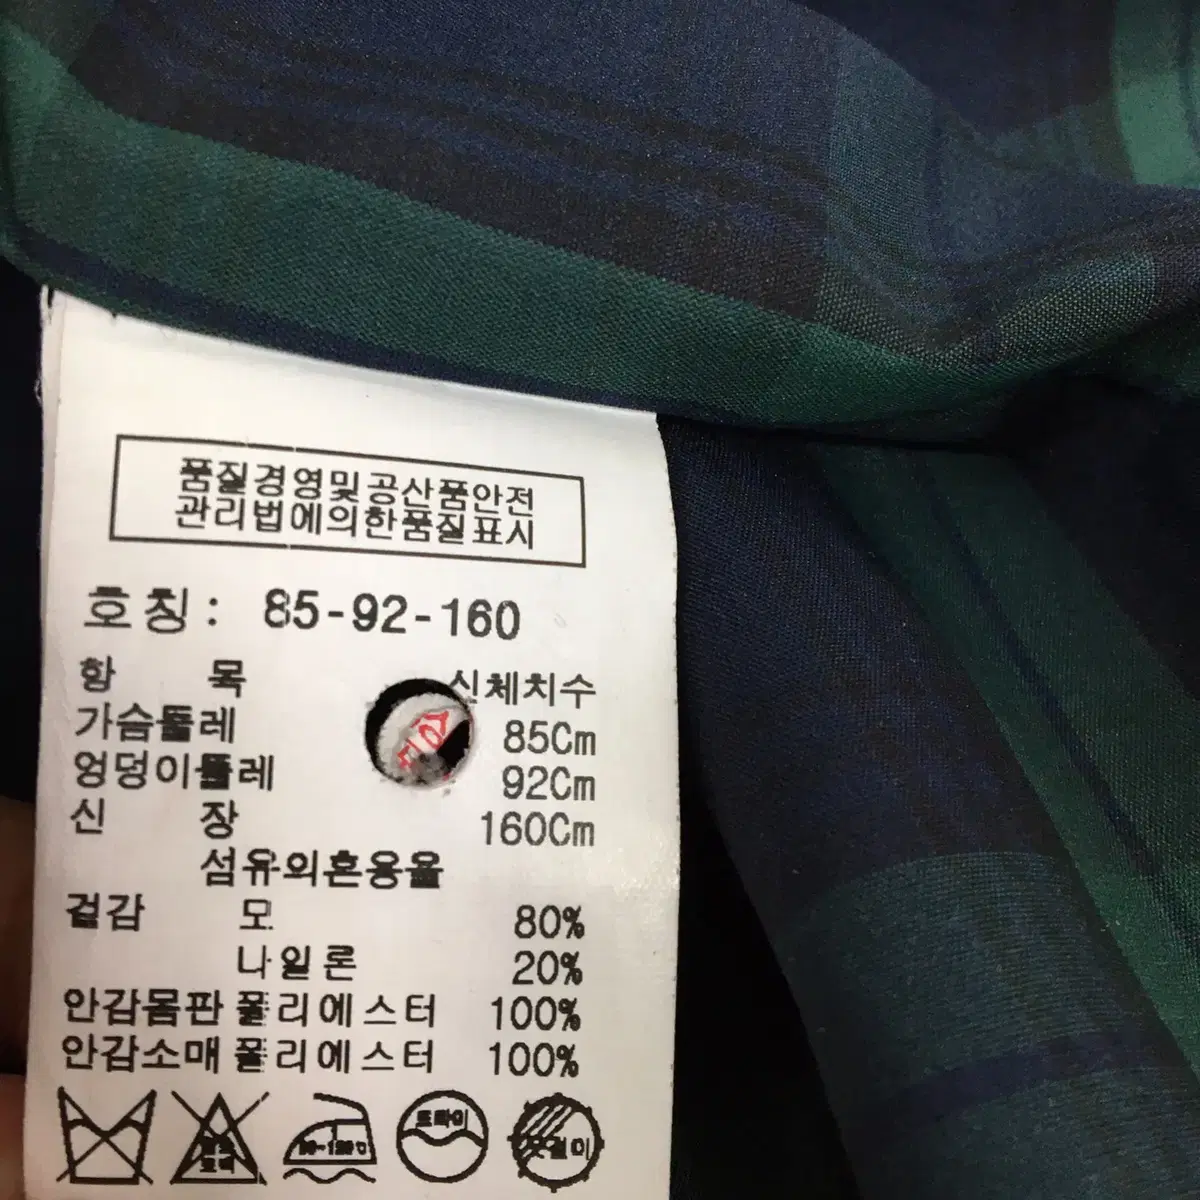 품질경영및공산품안전
관리법에의한품질표시
호칭: 85-92-160
항 목 신체치수
가슴둘레 85Cm
엉덩이둘레 92Cm
신 장 160Cm
섬유의혼용율
겉감 모 80%
나일론 20%
안감몸판 폴리에스터 100%
안감소매 폴리에스터 100%
드라이